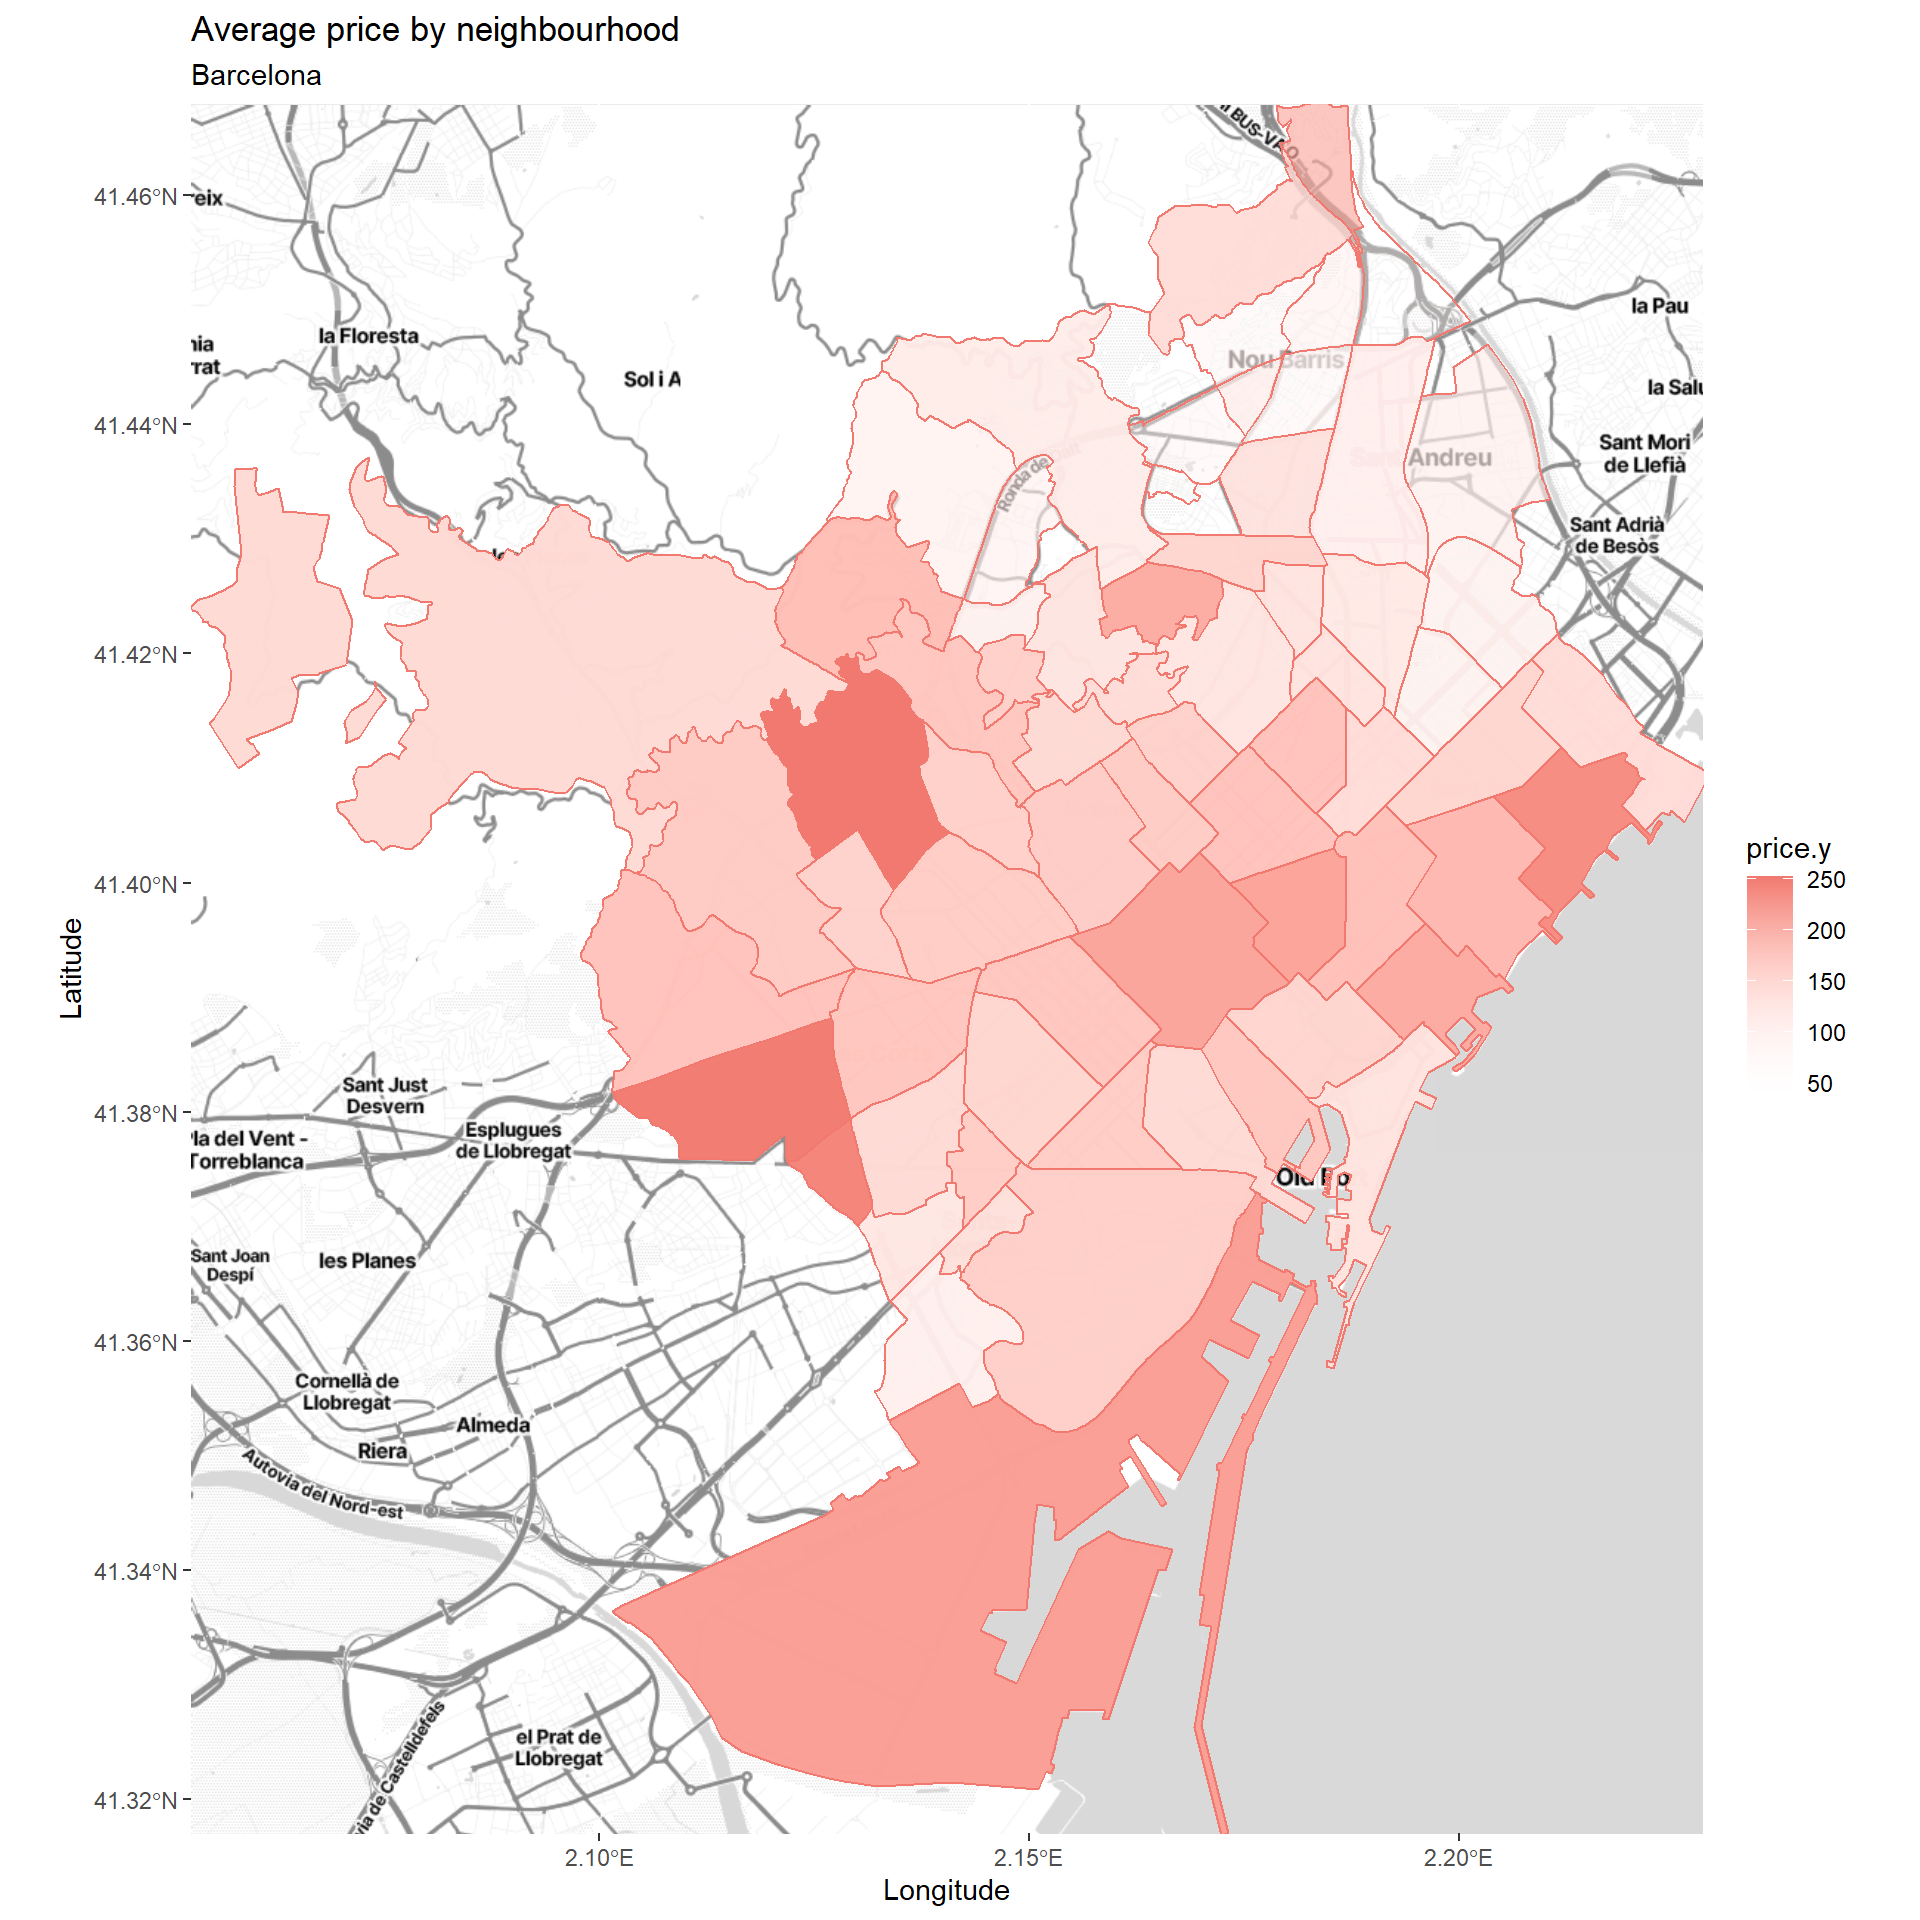 Average price by neighbourhood
Barcelona
41.46°N
41.44°N
41.42°N
41.40°N
41.38°N
41.36°N
41.34°N
41.32°N
Latitude
2.10°E
2.15°E
2.20°E
Longitude
price.y
250
200
150
100
50
BUS-VAO
eix
la Floresta
nia
rrat
Sol i A
Nou Barris
la Pau
la Salu
Ronda de Dalt
Sant Andreu
Sant Mori
de Llefià
Sant Adrià
de Besòs
Sant Just
Desvern
la del Vent -
Torreblanca
Esplugues
de Llobregat
Sant Joan
Despí
les Planes
Cornellà de
Llobregat
Almeda
Riera
Autovia del Nord-est
el Prat de
Llobregat
via de Castelldefels